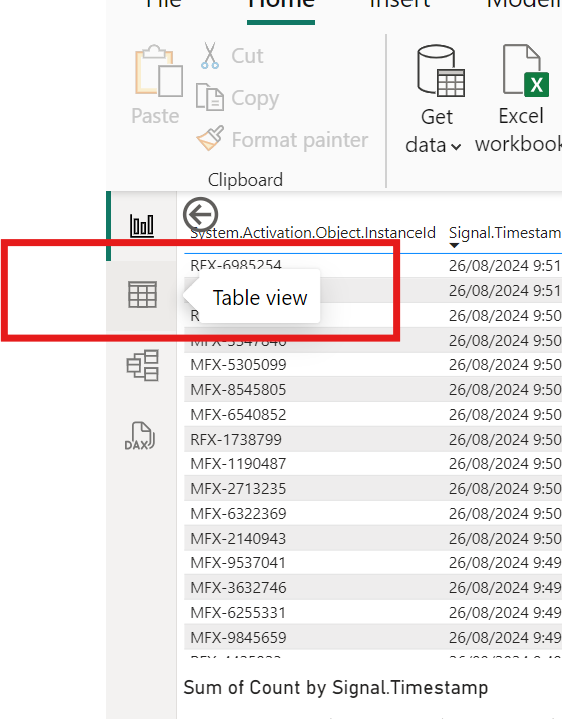 File Home Insert Modelin
Cut
Paste
Copy
Format painter
Clipboard
Get
data
Excel
workbook
System.Activation.Object.InstanceId Signal.Timestam
RFX-6985254 26/08/2024 9:51
26/08/2024 9:51
Table view
R 26/08/2024 9:50
MFX-5547840 26/08/2024 9:50
MFX-5305099 26/08/2024 9:50
MFX-8545805 26/08/2024 9:50
MFX-6540852 26/08/2024 9:50
RFX-1738799 26/08/2024 9:50
MFX-1190487 26/08/2024 9:50
MFX-2713235 26/08/2024 9:50
MFX-6322369 26/08/2024 9:50
MFX-2140943 26/08/2024 9:50
MFX-9537041 26/08/2024 9:49
MFX-3632746 26/08/2024 9:49
MFX-6255331 26/08/2024 9:49
MFX-9845659 26/08/2024 9:49
DAX
Sum of Count by Signal.Timestamp